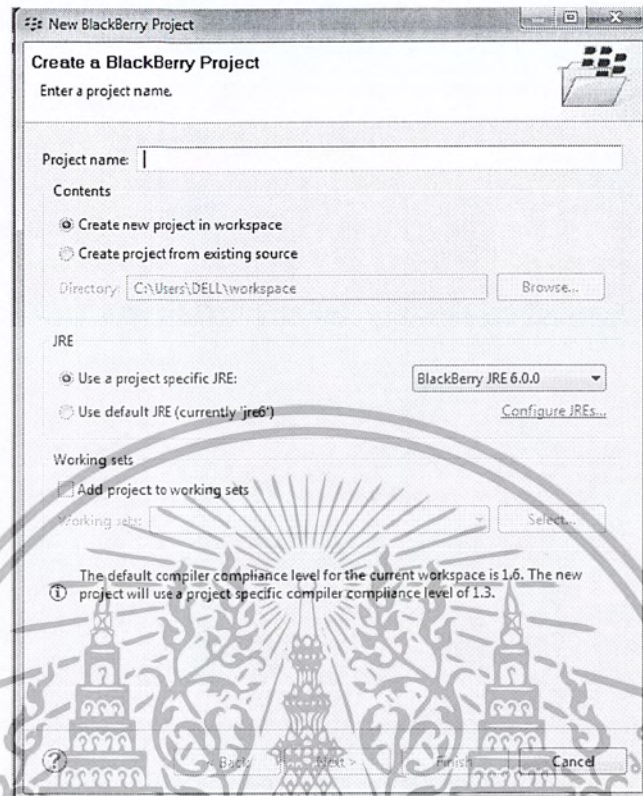 New BlackBerry Project
Create a BlackBerry Project
Enter a project name.
Project name:
Contents
Create new project in workspace
Create project from existing source
Directory: C:\Users\DELL\workspace Browse...
JRE
Use a project specific JRE: BlackBerry JRE 6.0.0
Use default JRE (currently 'jre6') Configure JREs...
Working sets
Add project to working sets
Working sets: Select...
The default compiler compliance level for the current workspace is 1.6. The new
project will use a project specific compiler compliance level of 1.3.
? < Back Next > Finish Cancel